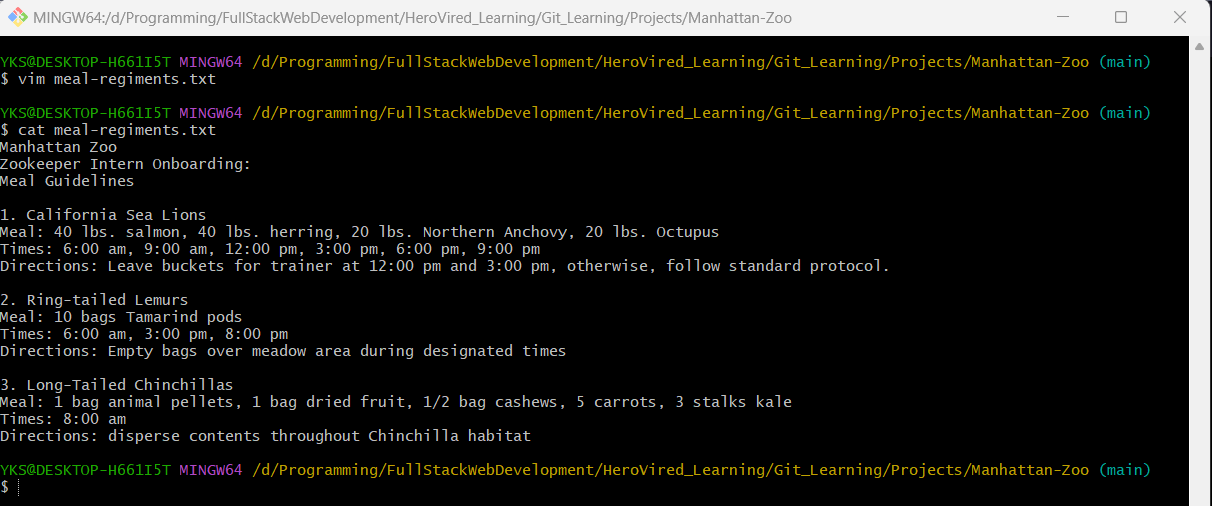 MINGW64:/d/Programming/FullStackWebDevelopment/HeroVired_Learning/Git_Learning/Projects/Manhattan-Zoo
YKS@DESKTOP-H661I5T MINGW64 /d/Programming/FullStackWebDevelopment/HeroVired_Learning/Git_Learning/Projects/Manhattan-Zoo (main)
$ vim meal-regiments.txt
YKS@DESKTOP-H661I5T MINGW64 /d/Programming/FullStackWebDevelopment/HeroVired_Learning/Git_Learning/Projects/Manhattan-Zoo (main)
$ cat meal-regiments.txt
Manhattan Zoo
Zookeeper Intern Onboarding:
Meal Guidelines
1. California Sea Lions
Meal: 40 lbs. salmon, 40 lbs. herring, 20 lbs. Northern Anchovy, 20 lbs. Octupus
Times: 6:00 am, 9:00 am, 12:00 pm, 3:00 pm, 6:00 pm, 9:00 pm
Directions: Leave buckets for trainer at 12:00 pm and 3:00 pm, otherwise, follow standard protocol.
2. Ring-tailed Lemurs
Meal: 10 bags Tamarind pods
Times: 6:00 am, 3:00 pm, 8:00 pm
Directions: Empty bags over meadow area during designated times
3. Long-Tailed Chinchillas
Meal: 1 bag animal pellets, 1 bag dried fruit, 1/2 bag cashews, 5 carrots, 3 stalks kale
Times: 8:00 am
Directions: disperse contents throughout Chinchilla habitat
YKS@DESKTOP-H661I5T MINGW64 /d/Programming/FullStackWebDevelopment/HeroVired_Learning/Git_Learning/Projects/Manhattan-Zoo (main)
$